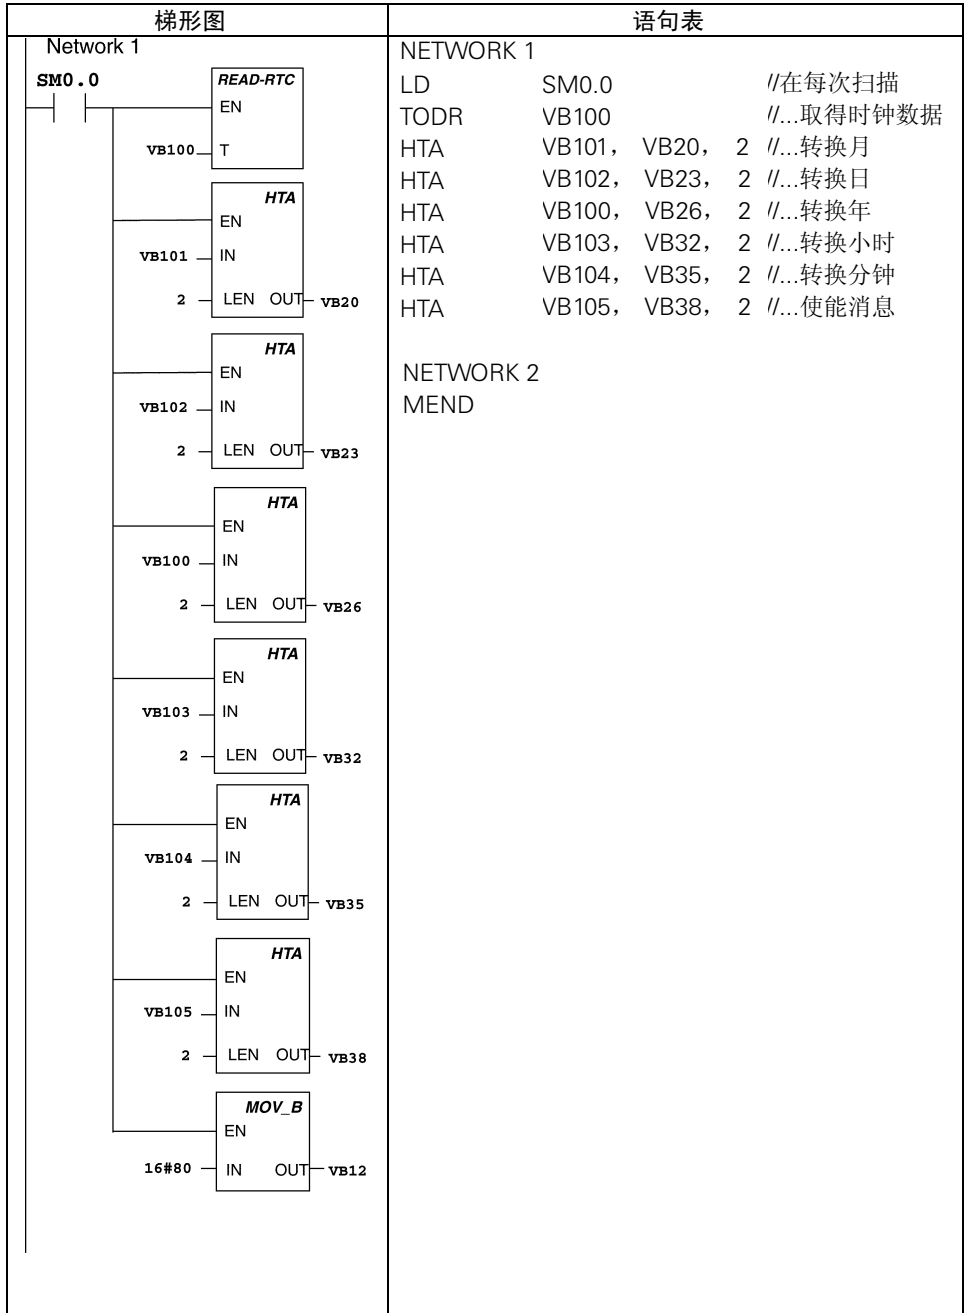 梯形图
语句表
Network 1
SM0.0
READ-RTC
EN
VB100 T
HTA
EN
VB101 IN
2 LEN OUT VB20
HTA
EN
VB102 IN
2 LEN OUT VB23
HTA
EN
VB100 IN
2 LEN OUT VB26
HTA
EN
VB103 IN
2 LEN OUT VB32
HTA
EN
VB104 IN
2 LEN OUT VB35
HTA
EN
VB105 IN
2 LEN OUT VB38
MOV_B
EN
16#80 IN OUT VB12
NETWORK 1
LD SM0.0 //在每次扫描
TODR VB100 //...取得时钟数据
HTA VB101， VB20， 2 //...转换月
HTA VB102， VB23， 2 //...转换日
HTA VB100， VB26， 2 //...转换年
HTA VB103， VB32， 2 //...转换小时
HTA VB104， VB35， 2 //...转换分钟
HTA VB105， VB38， 2 //...使能消息
NETWORK 2
MEND